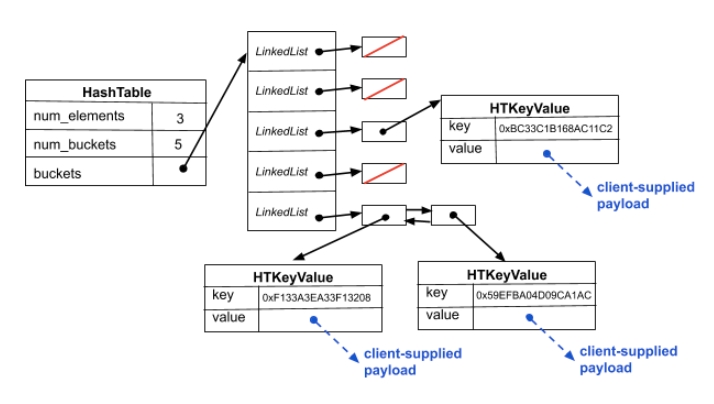 LinkedList
LinkedList
LinkedList
LinkedList
LinkedList
HashTable
num_elements 3
num_buckets 5
buckets
HTKeyValue
key 0xBC33C1B168AC11C2
value
client-supplied
payload
HTKeyValue
key 0xF133A3EA33F13208
value
client-supplied
payload
HTKeyValue
key 0x59EFBA04D09CA1AC
value
client-supplied
payload